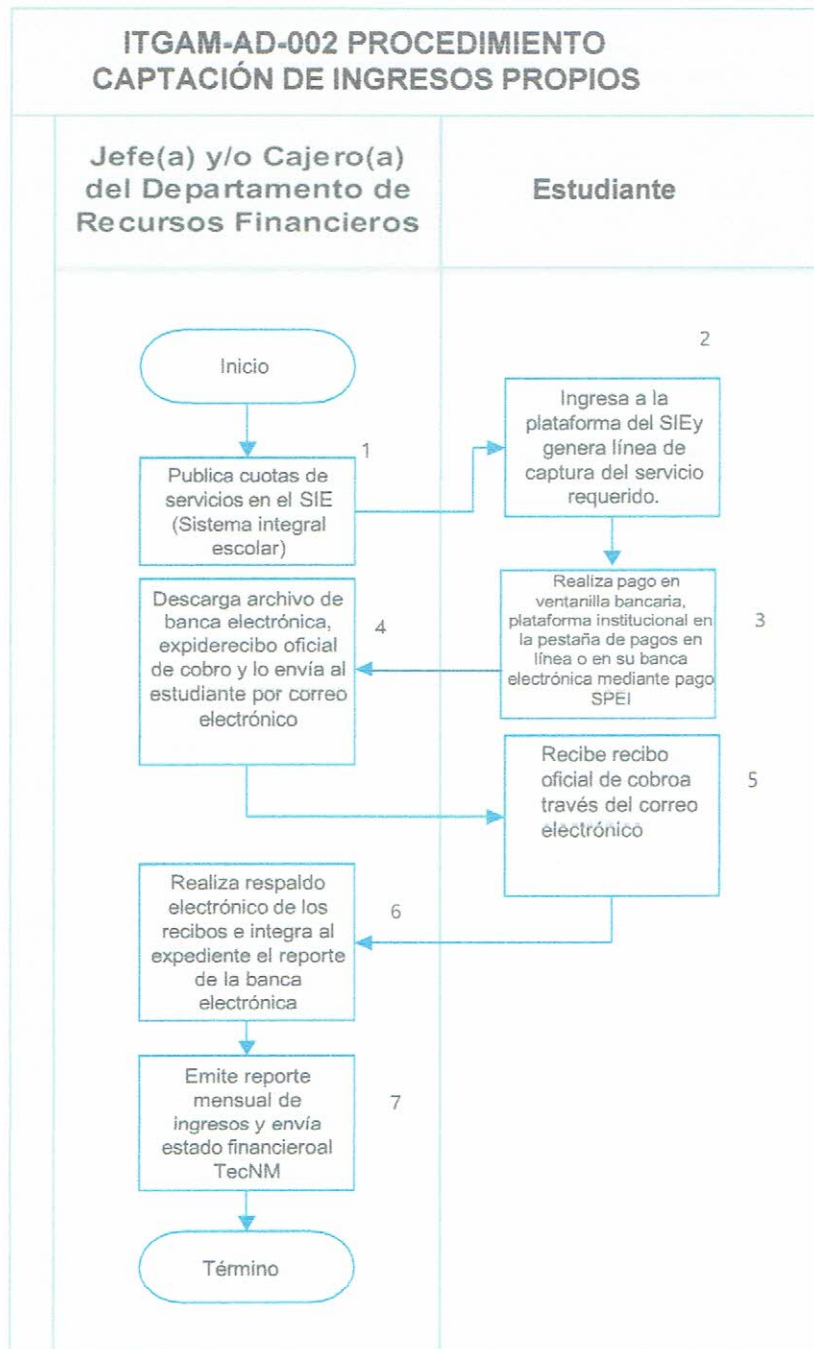 ITGAM-AD-002 PROCEDIMIENTO
CAPTACIÓN DE INGRESOS PROPIOS
Jefe(a) y/o Cajero(a)
del Departamento de
Recursos Financieros
Estudiante
Inicio
1
Publica cuotas de
servicios en el SIE
(Sistema integral
escolar)
2
Ingresa a la
plataforma del SIEy
genera línea de
captura del servicio
requerido.
Realiza pago en
ventanilla bancaria,
plataforma institucional en
la pestaña de pagos en
línea o en su banca
electrónica mediante pago
SPEI
3
Descarga archivo de
banca electrónica,
expiderecibo oficial
de cobro y lo envía al
estudiante por correo
electrónico
4
Recibe recibo
oficial de cobroa
través del correo
electrónico
5
Realiza respaldo
electrónico de los
recibos e integra al
expediente el reporte
de la banca
electrónica
6
Emite reporte
mensual de
ingresos y envía
estado financieroal
TecNM
7
Término